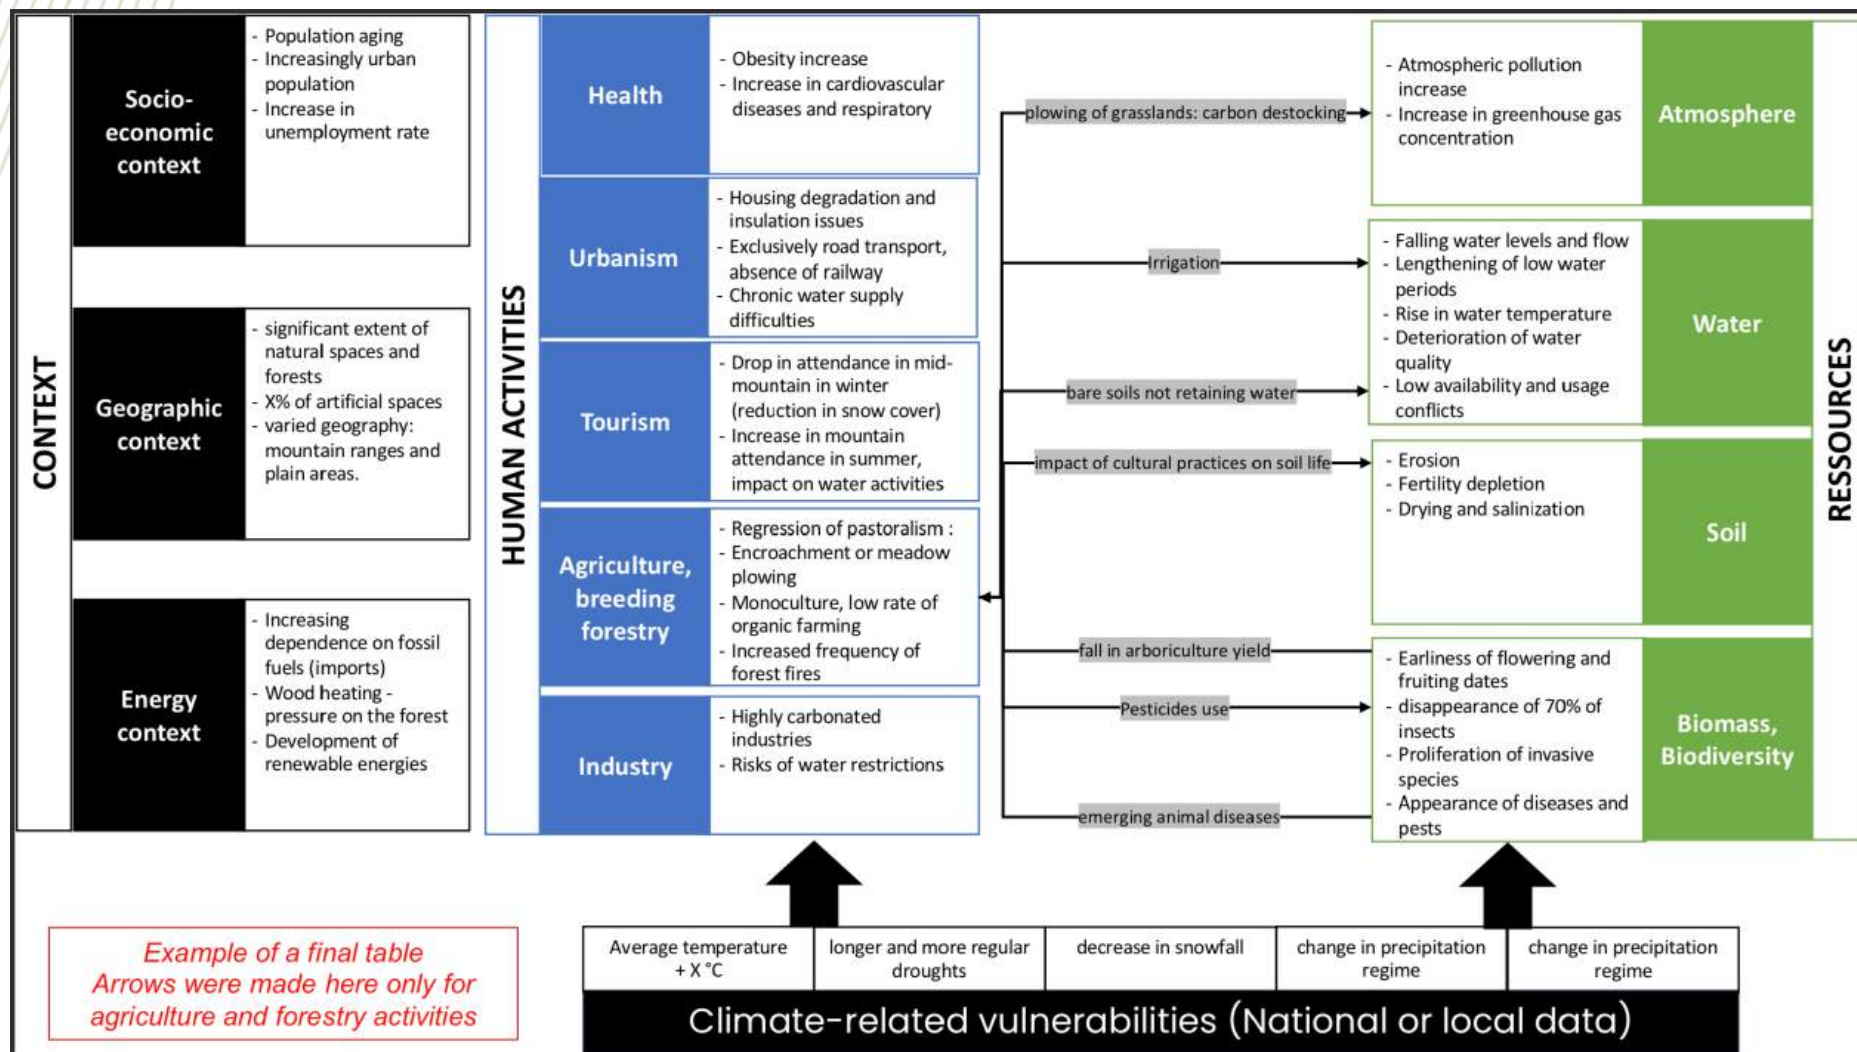 CONTEXT
Socio-
economic
context
- Population aging
- Increasingly urban
population
- Increase in
unemployment rate
Geographic
context
- significant extent of
natural spaces and
forests
- X% of artificial spaces
- varied geography:
mountain ranges and
plain areas.
Energy
context
- Increasing
dependence on fossil
fuels (imports)
- Wood heating -
pressure on the forest
- Development of
renewable energies
HUMAN ACTIVITIES
Health
- Obesity increase
- Increase in cardiovascular
diseases and respiratory
Urbanism
- Housing degradation and
insulation issues
- Exclusively road transport,
absence of railway
- Chronic water supply
difficulties
Tourism
- Drop in attendance in mid-
mountain in winter
(reduction in snow cover)
- Increase in mountain
attendance in summer,
impact on water activities
Agriculture,
breeding
forestry
- Regression of pastoralism :
- Encroachment or meadow
plowing
- Monoculture, low rate of
organic farming
- Increased frequency of
forest fires
Industry
- Highly carbonated
industries
- Risks of water restrictions
plowing of grasslands: carbon destocking
Irrigation
bare soils not retaining water
impact of cultural practices on soil life
fall in arboriculture yield
Pesticides use
emerging animal diseases
- Atmospheric pollution
increase
- Increase in greenhouse gas
concentration
Atmosphere
- Falling water levels and flow
- Lengthening of low water
periods
- Rise in water temperature
- Deterioration of water
quality
- Low availability and usage
conflicts
Water
- Erosion
- Fertility depletion
- Drying and salinization
Soil
- Earliness of flowering and
fruiting dates
- disappearance of 70% of
insects
- Proliferation of invasive
species
- Appearance of diseases and
pests
Biomass,
Biodiversity
RESSOURCES
Example of a final table
Arrows were made here only for
agriculture and forestry activities
Average temperature
+ X °C
longer and more regular
droughts
decrease in snowfall
change in precipitation
regime
change in precipitation
regime
Climate-related vulnerabilities (National or local data)